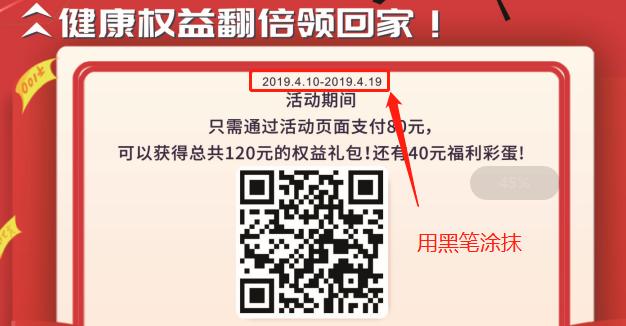 健康权益翻倍领回家！
2019.4.10-2019.4.19
活动期间
只需通过活动页面支付80元，
可以获得总共120元的权益礼包！还有40元福利彩蛋！
45%
用黑笔涂抹
100